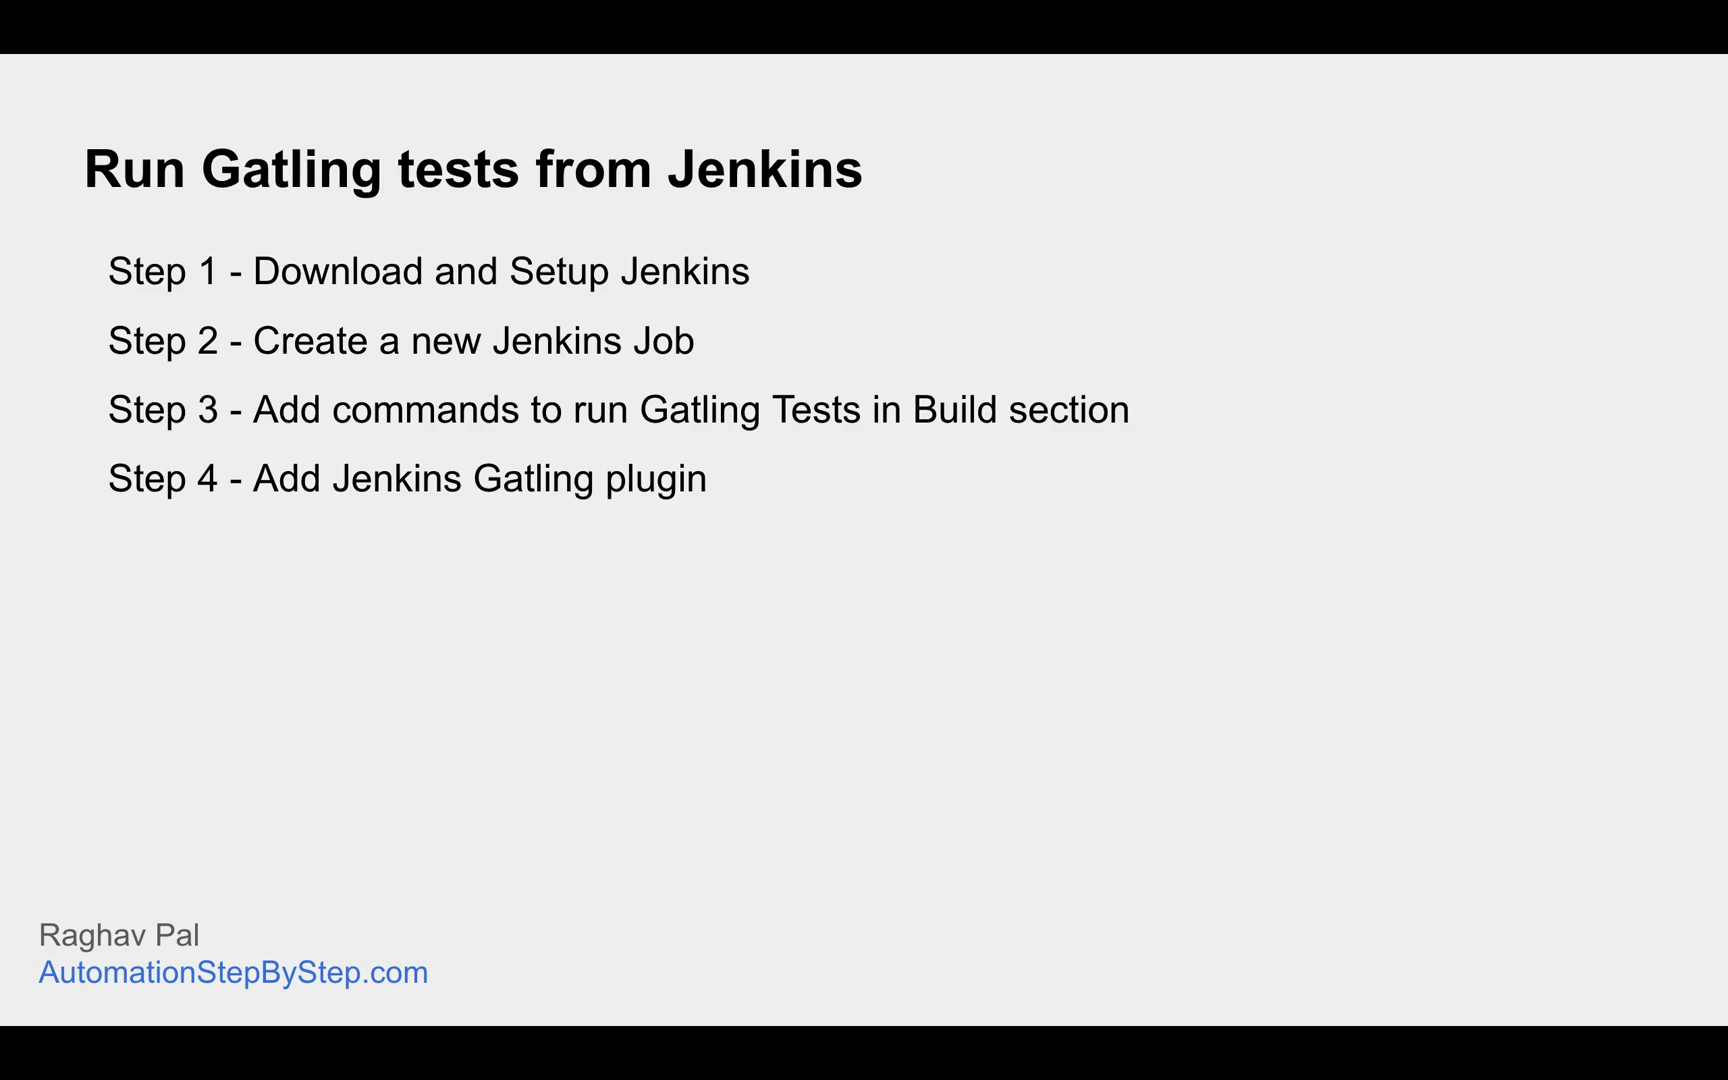 Run Gatling tests from Jenkins
Step 1 - Download and Setup Jenkins
Step 2 - Create a new Jenkins Job
Step 3 - Add commands to run Gatling Tests in Build section
Step 4 - Add Jenkins Gatling plugin
Raghav Pal
AutomationStepByStep.com